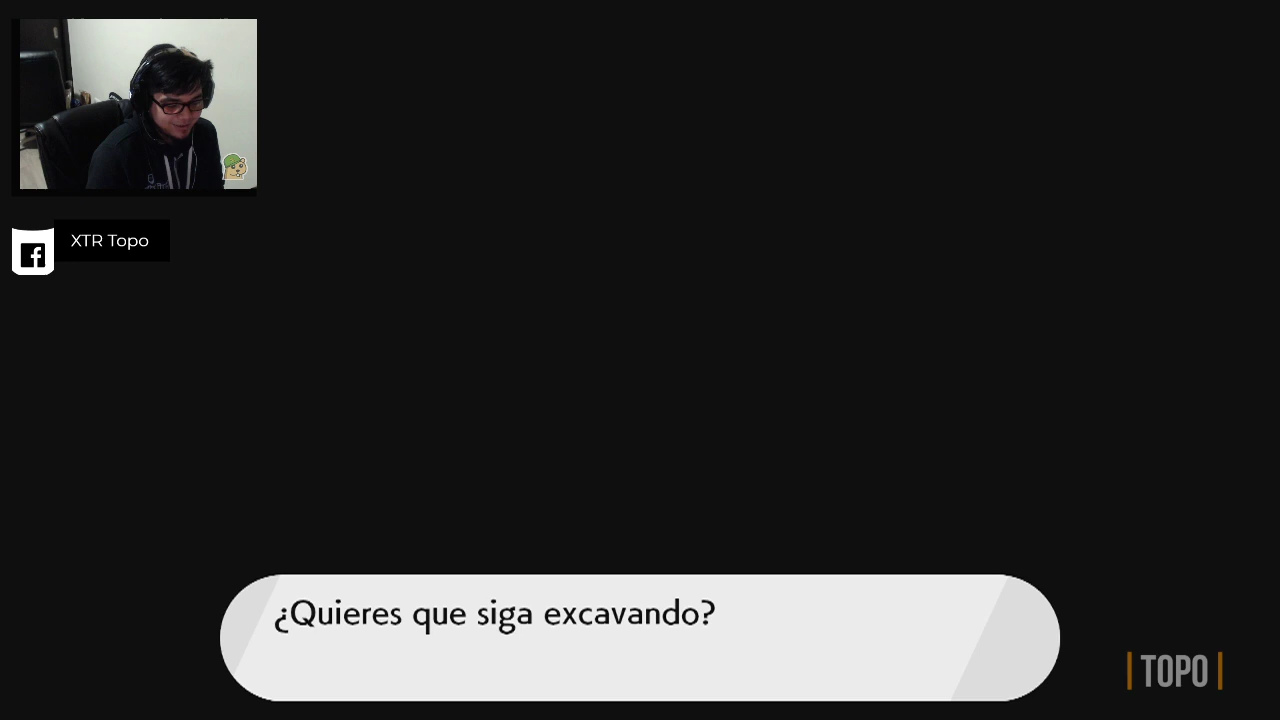 XTR Topo
¿Quieres que siga excavando?
| TOPO |